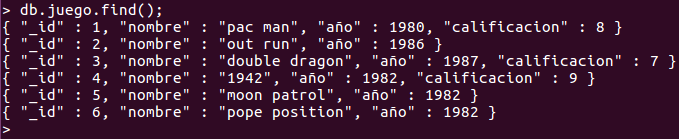 > db.juego.find();
{ "_id" : 1, "nombre" : "pac man", "año" : 1980, "calificacion" : 8 }
{ "_id" : 2, "nombre" : "out run", "año" : 1986 }
{ "_id" : 3, "nombre" : "double dragon", "año" : 1987, "calificacion" : 7 }
{ "_id" : 4, "nombre" : "1942", "año" : 1982, "calificacion" : 9 }
{ "_id" : 5, "nombre" : "moon patrol", "año" : 1982 }
{ "_id" : 6, "nombre" : "pope position", "año" : 1982 }
>